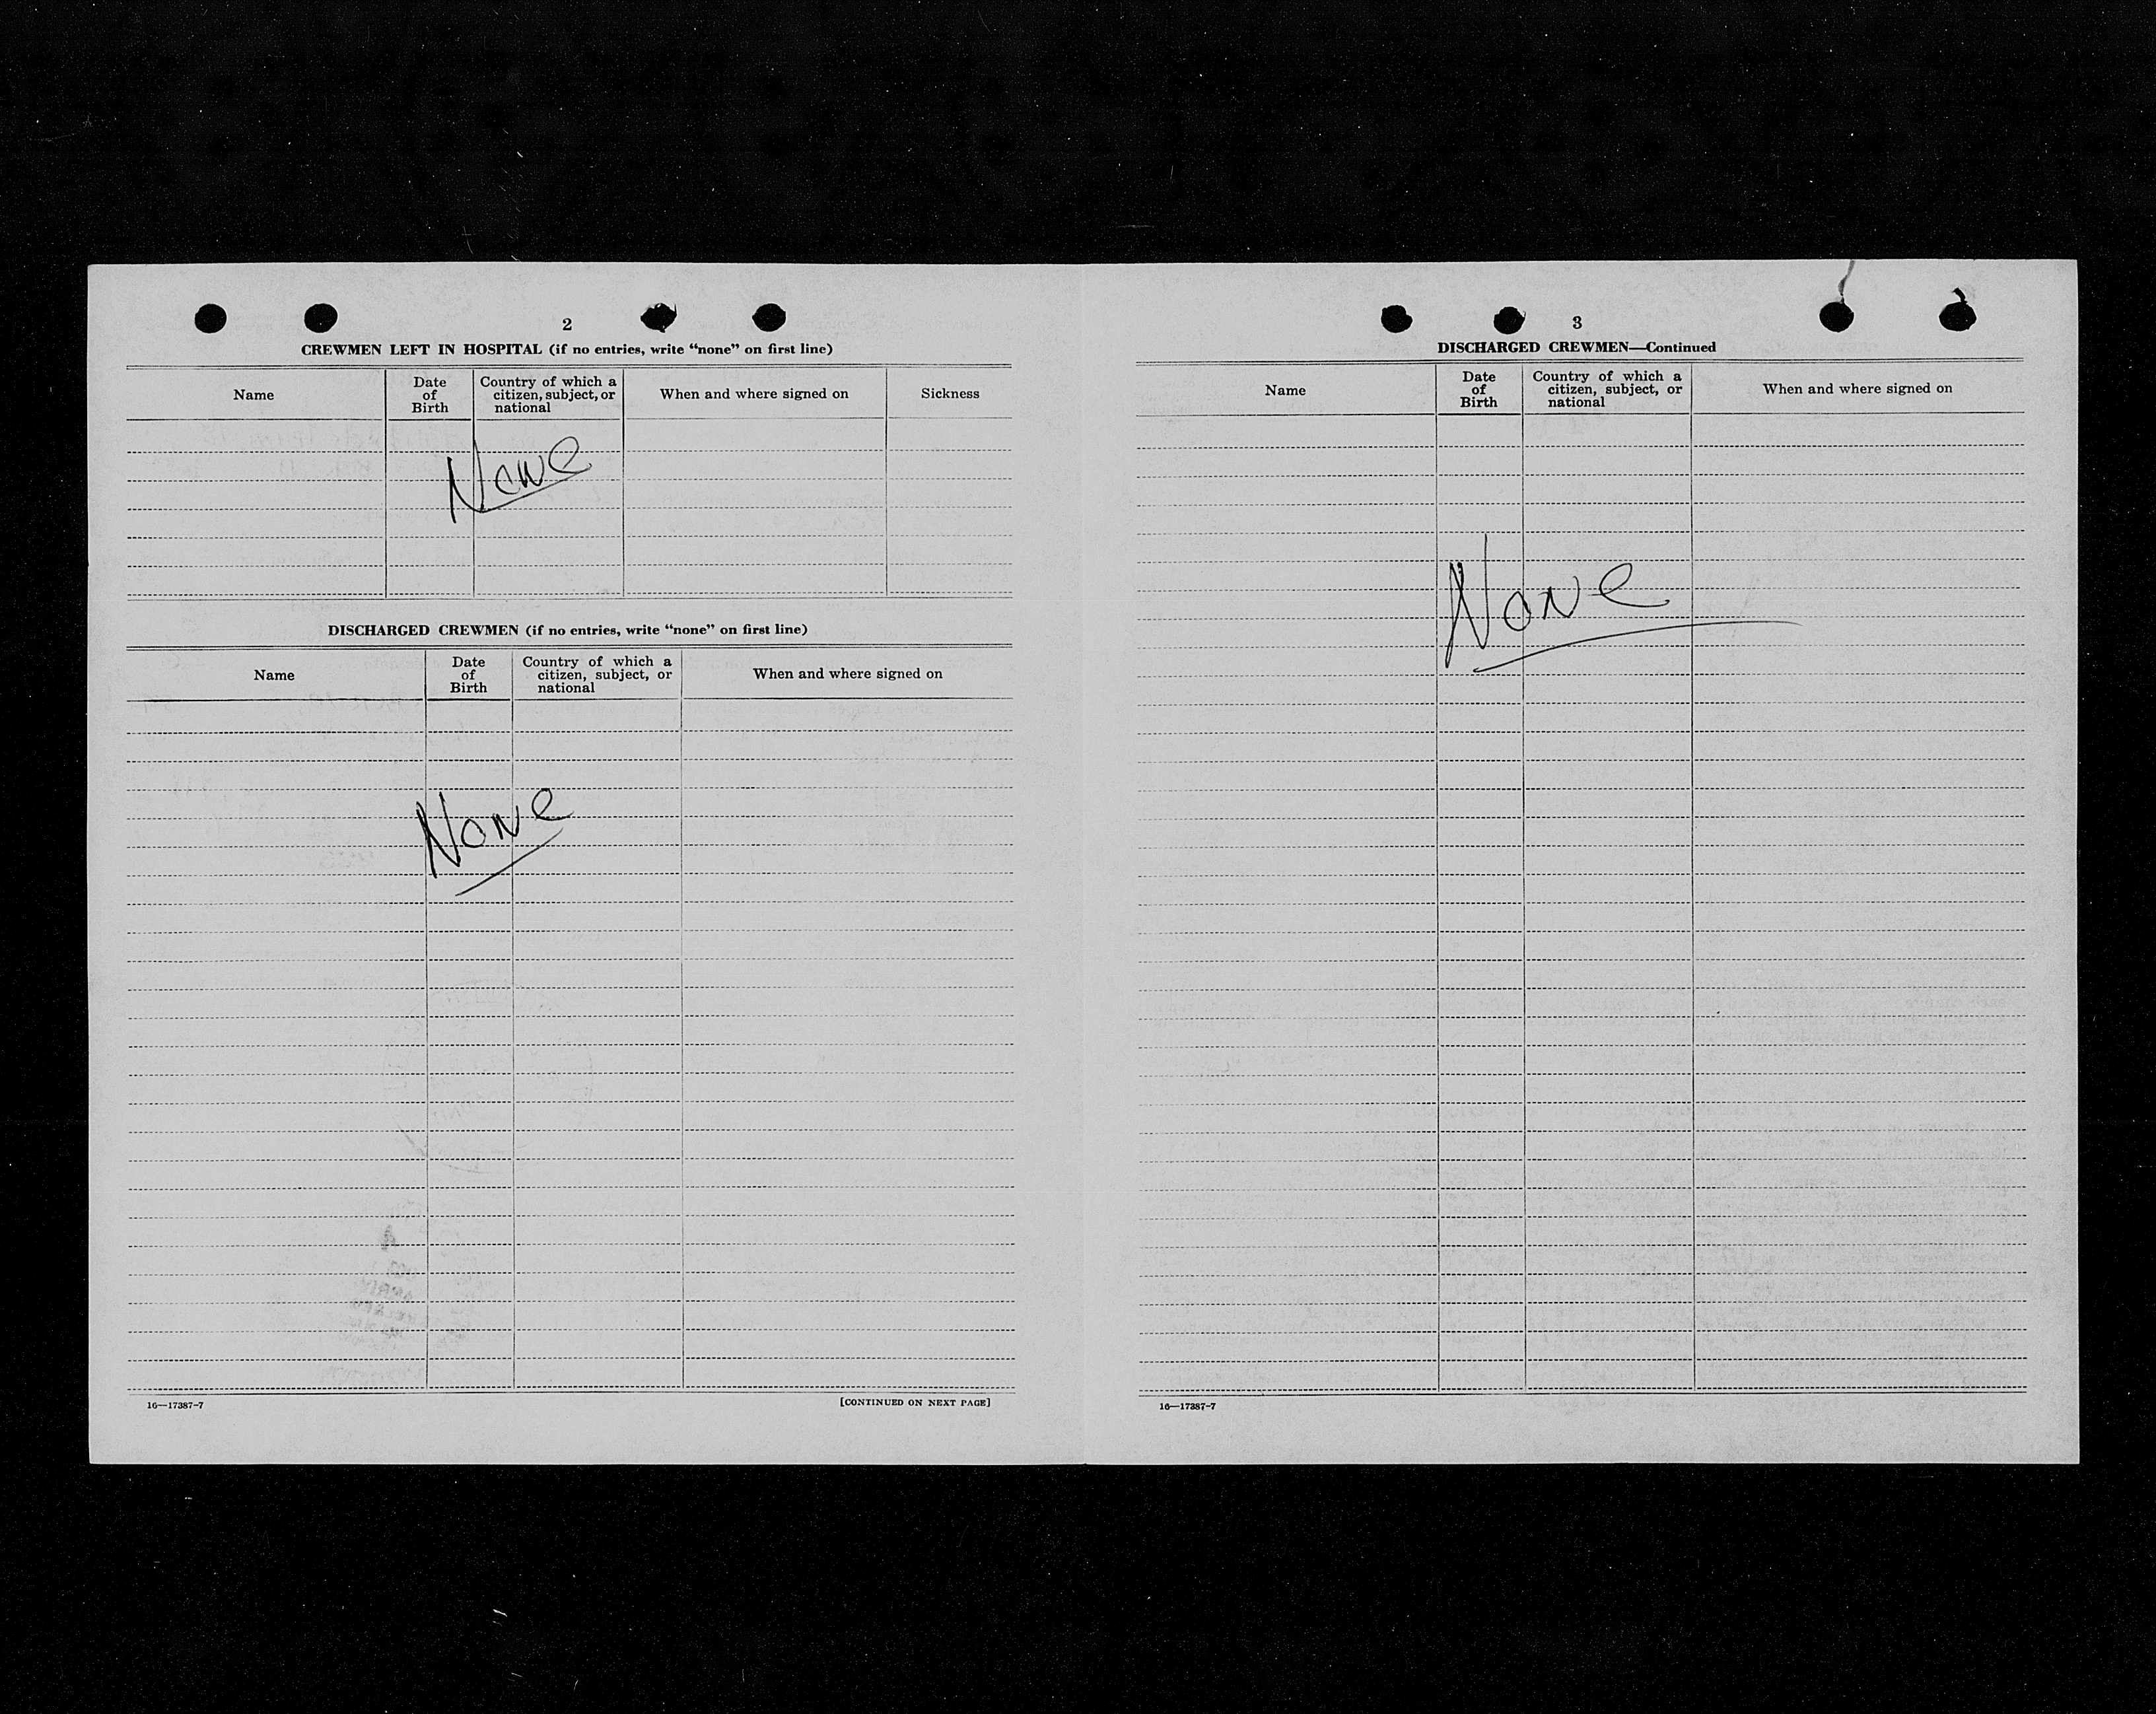 2
CREWMEN LEFT IN HOSPITAL (if no entries, write “none” on first line)
Name
Date of Birth
Country of which a citizen, subject, or national
When and where signed on
Sickness
None
DISCHARGED CREWMEN (if no entries, write “none” on first line)
Name
Date of Birth
Country of which a citizen, subject, or national
When and where signed on
None
16—17387-7
[CONTINUED ON NEXT PAGE]
3
DISCHARGED CREWMEN—Continued
Name
Date of Birth
Country of which a citizen, subject, or national
When and where signed on
None
16—17387-7